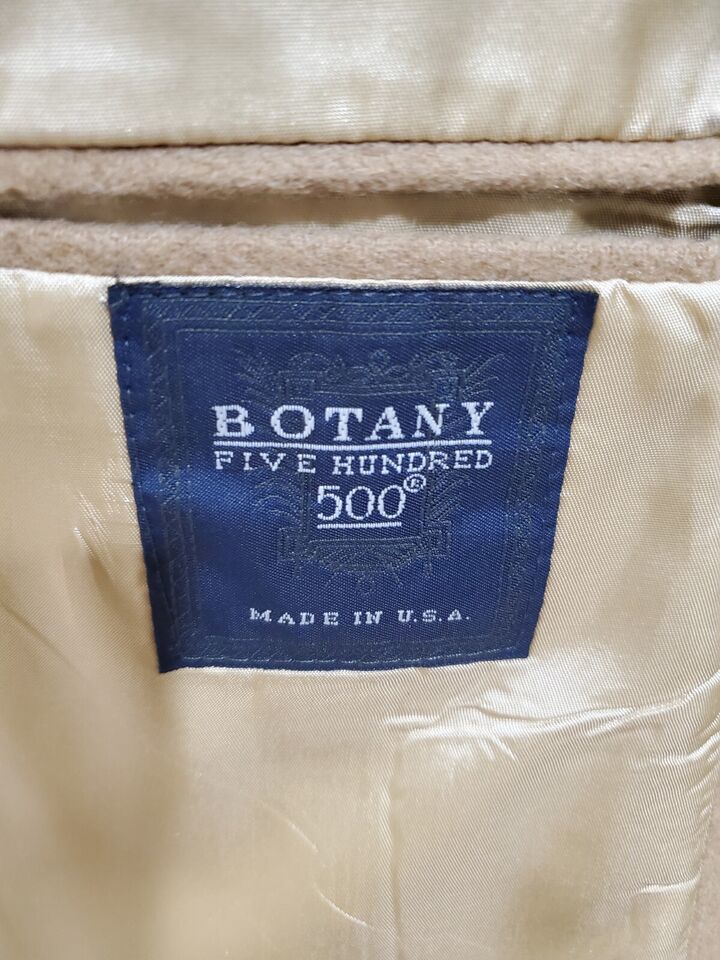 BOTANY
FIVE HUNDRED
500®
MADE IN U.S.A.